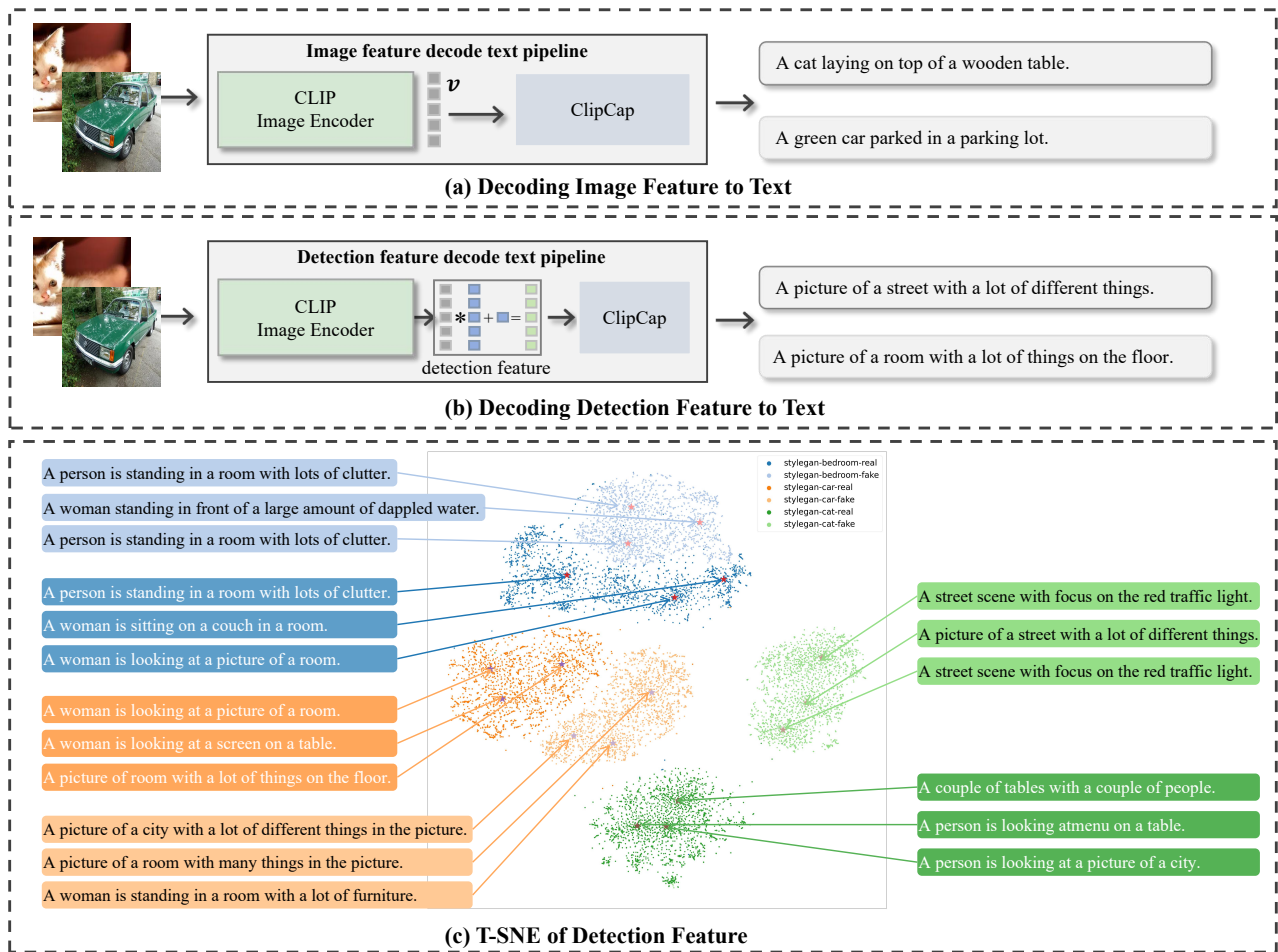 Image feature decode text pipeline
CLIP
Image Encoder
v
ClipCap
A cat laying on top of a wooden table.
A green car parked in a parking lot.
(a) Decoding Image Feature to Text
Detection feature decode text pipeline
CLIP
Image Encoder
* + =
detection feature
ClipCap
A picture of a street with a lot of different things.
A picture of a room with a lot of things on the floor.
(b) Decoding Detection Feature to Text
A person is standing in a room with lots of clutter.
A woman standing in front of a large amount of dappled water.
A person is standing in a room with lots of clutter.
A person is standing in a room with lots of clutter.
A woman is sitting on a couch in a room.
A woman is looking at a picture of a room.
A woman is looking at a picture of a room.
A woman is looking at a screen on a table.
A picture of room with a lot of things on the floor.
A picture of a city with a lot of different things in the picture.
A picture of a room with many things in the picture.
A woman is standing in a room with a lot of furniture.
stylegan-bedroom-real
stylegan-bedroom-fake
stylegan-car-real
stylegan-car-fake
stylegan-cat-real
stylegan-cat-fake
A street scene with focus on the red traffic light.
A picture of a street with a lot of different things.
A street scene with focus on the red traffic light.
A couple of tables with a couple of people.
A person is looking atmenu on a table.
A person is looking at a picture of a city.
(c) T-SNE of Detection Feature